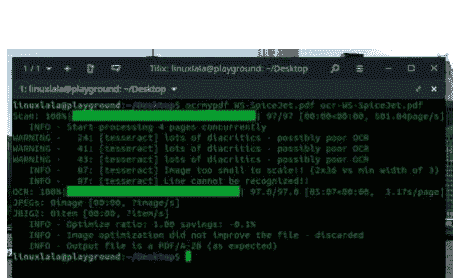 1 / 1
Tilix: linuxlala@playground:~/Desktop
1: linuxlala@playground:~/Desktop
linuxlala@playground:~/Desktop$ ocrmypdf WS-SpiceJet.pdf ocr-WS-SpiceJet.pdf
Scan: 100%| | 97/97 [00:00<00:00, 501.04page/s]
INFO - Start processing 4 pages concurrently
WARNING - 24: [tesseract] lots of diacritics - possibly poor OCR
WARNING - 41: [tesseract] lots of diacritics - possibly poor OCR
WARNING - 43: [tesseract] lots of diacritics - possibly poor OCR
INFO - 87: [tesseract] Image too small to scale!! (2x36 vs min width of 3)
INFO - 87: [tesseract] Line cannot be recognized!!
OCR: 100%| | 97.0/97.0 [05:07<00:00, 3.17s/page]
JPEGs: 0image [00:00, ?image/s]
JBIG2: 0item [00:00, ?item/s]
INFO - Optimize ratio: 1.00 savings: -0.1%
INFO - Image optimization did not improve the file - discarded
INFO - Output file is a PDF/A-2B (as expected)
linuxlala@playground:~/Desktop$